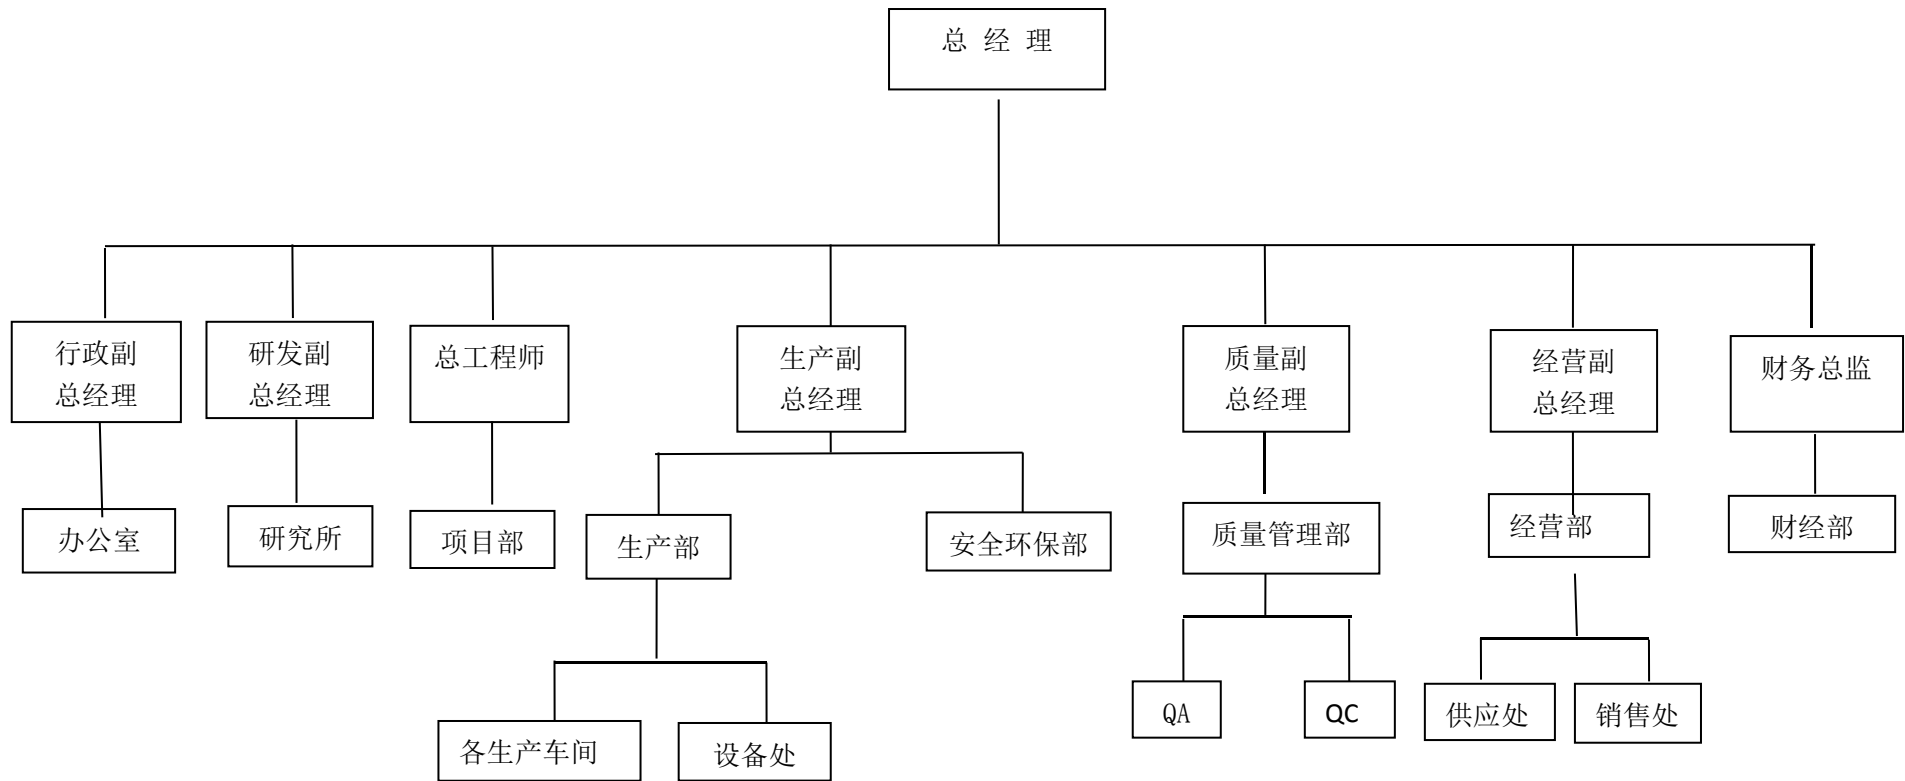 总 经 理
行政副
总经理
研发副
总经理
总工程师
生产副
总经理
质量副
总经理
经营副
总经理
财务总监
办公室
研究所
项目部
生产部
安全环保部
质量管理部
经营部
财经部
各生产车间
设备处
QA
QC
供应处
销售处